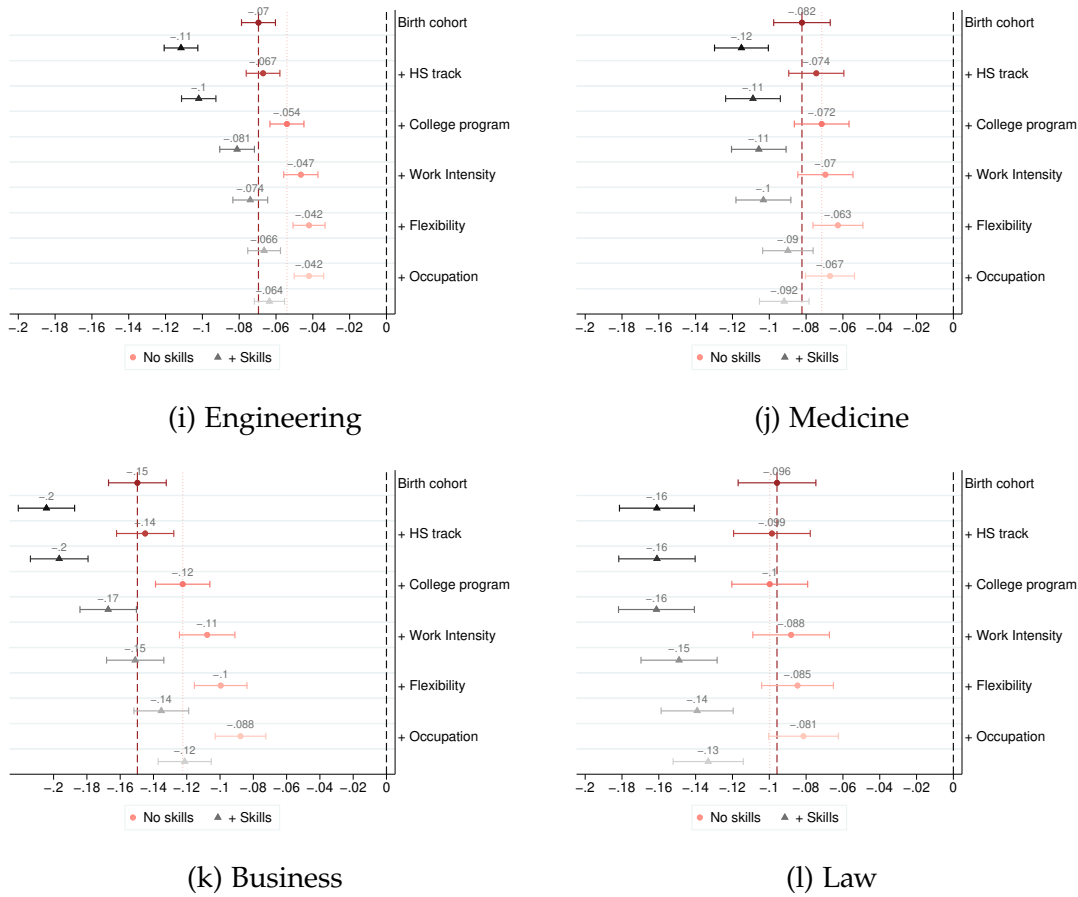 −.07
Birth cohort
−.11
−.067
+ HS track
−.1
−.054
+ College program
−.081
−.047
+ Work Intensity
−.074
−.042
+ Flexibility
−.066
−.042
+ Occupation
−.064
−.2 −.18 −.16 −.14 −.12 −.1 −.08 −.06 −.04 −.02 0
No skills + Skills
(i) Engineering
−.082
Birth cohort
−.12
−.074
+ HS track
−.11
−.072
+ College program
−.11
−.07
+ Work Intensity
−.1
−.063
+ Flexibility
−.09
−.067
+ Occupation
−.092
−.2 −.18 −.16 −.14 −.12 −.1 −.08 −.06 −.04 −.02 0
No skills + Skills
(j) Medicine
−.15
Birth cohort
−.2
−.14
+ HS track
−.2
−.12
+ College program
−.17
−.11
+ Work Intensity
−.15
−.1
+ Flexibility
−.14
−.088
+ Occupation
−.12
−.2 −.18 −.16 −.14 −.12 −.1 −.08 −.06 −.04 −.02 0
No skills + Skills
(k) Business
−.096
Birth cohort
−.16
−.099
+ HS track
−.16
−.1
+ College program
−.16
−.088
+ Work Intensity
−.15
−.085
+ Flexibility
−.14
−.081
+ Occupation
−.13
−.2 −.18 −.16 −.14 −.12 −.1 −.08 −.06 −.04 −.02 0
No skills + Skills
(l) Law